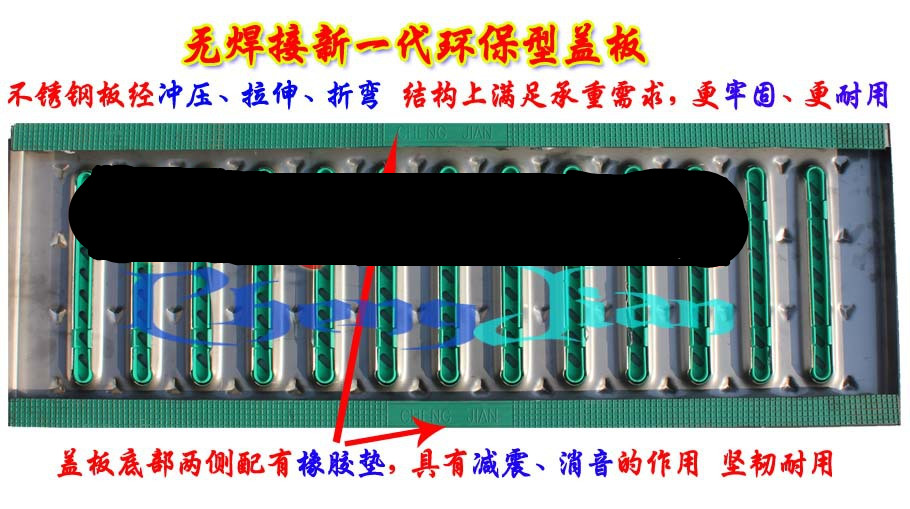 无焊接新一代环保型盖板
不锈钢板经冲压、拉伸、折弯 结构上满足承重需求，更牢固、更耐用
CHENG JIAN
Cheng Jian
CHENG JIAN
盖板底部两侧配有橡胶垫，具有减震、消音的作用 坚韧耐用